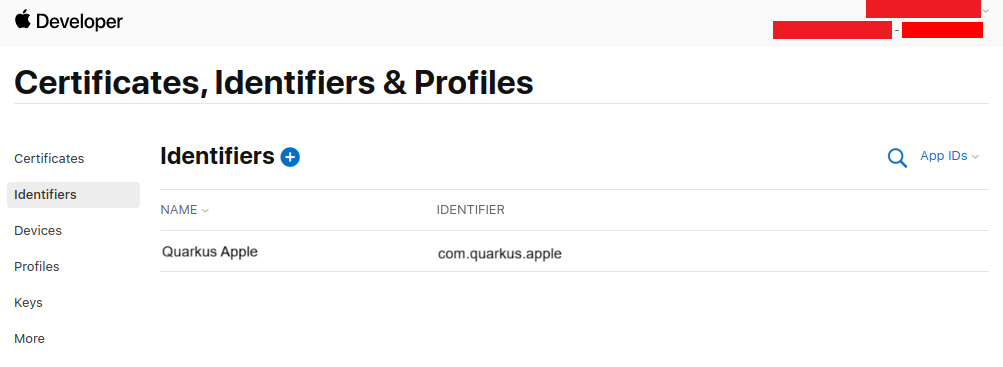 Developer
-
Certificates, Identifiers & Profiles
Certificates
Identifiers
Devices
Profiles
Keys
More
Identifiers
App IDs
NAME IDENTIFIER
Quarkus Apple com.quarkus.apple